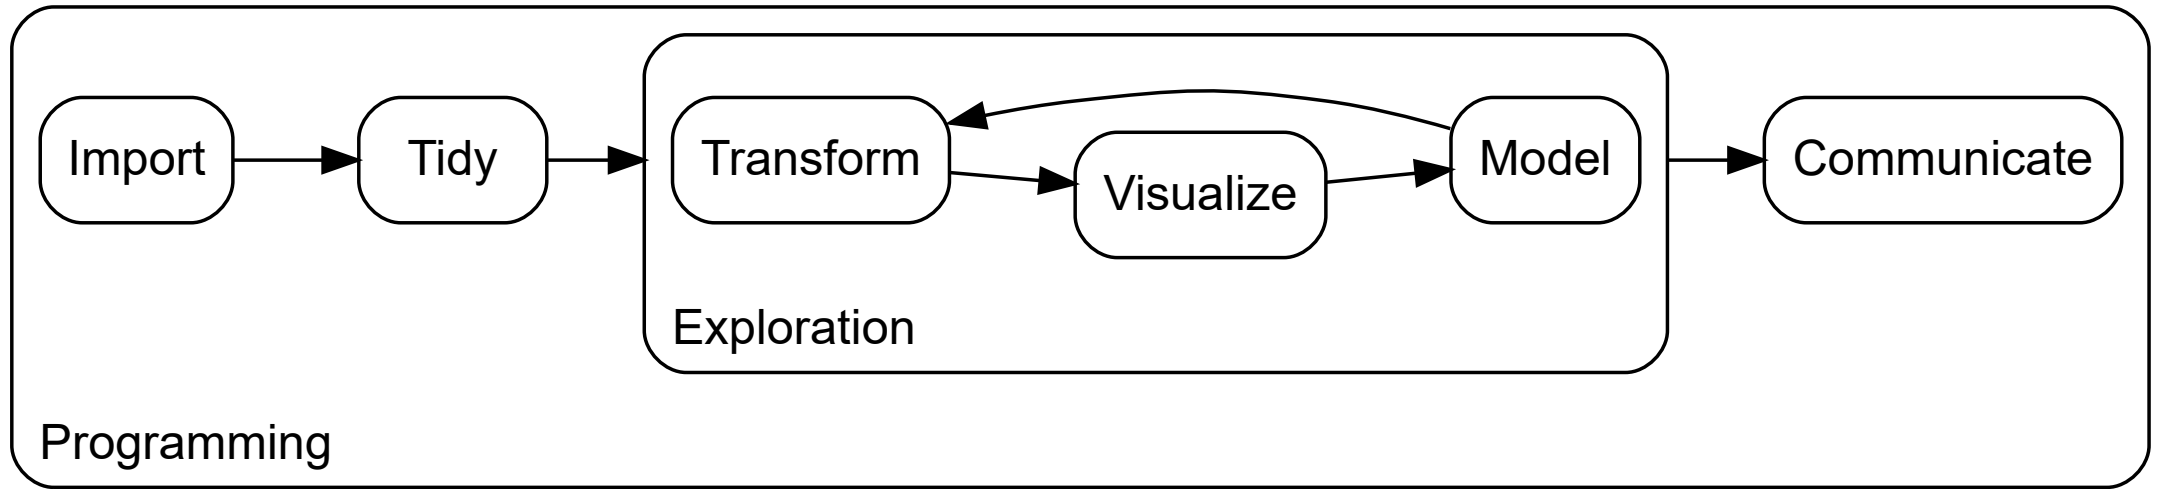 Import
Tidy
Transform
Visualize
Model
Communicate
Exploration
Programming